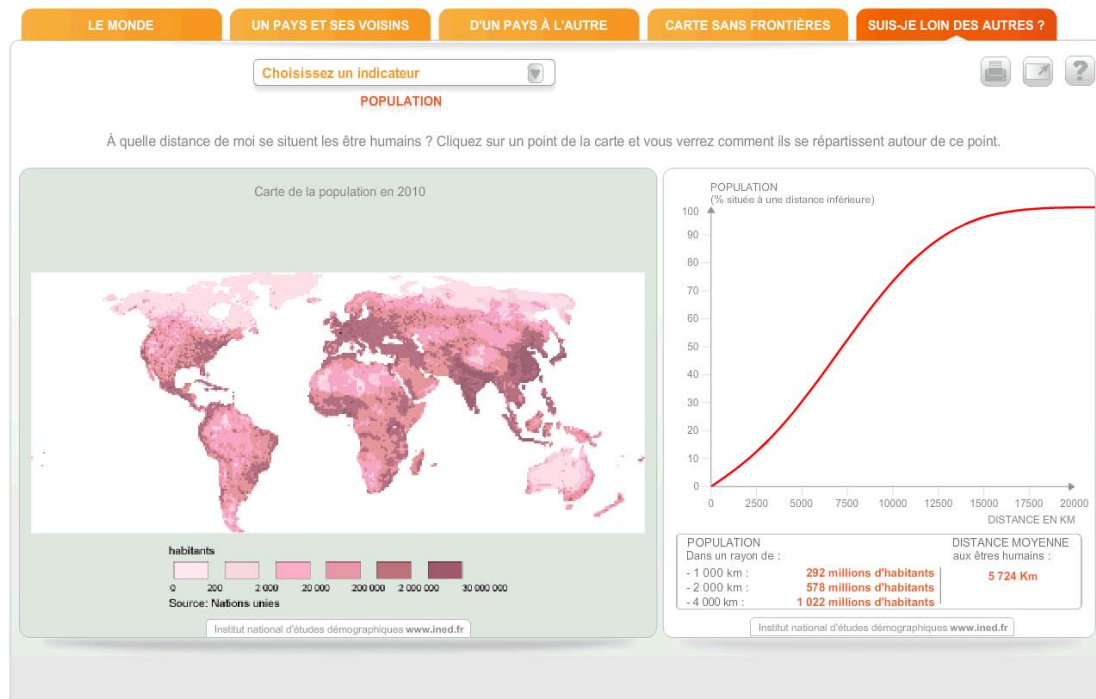 LE MONDE
UN PAYS ET SES VOISINS
D'UN PAYS À L'AUTRE
CARTE SANS FRONTIÈRES
SUIS-JE LOIN DES AUTRES ?
Choisissez un indicateur
POPULATION
À quelle distance de moi se situent les être humains ? Cliquez sur un point de la carte et vous verrez comment ils se répartissent autour de ce point.
Carte de la population en 2010
habitants
0 200 2 000 20 000 200 000 2 000 000 30 000 000
Source: Nations unies
Institut national d'études démographiques www.ined.fr
POPULATION
(% située à une distance inférieure)
100
90
80
70
60
50
40
30
20
10
0
0 2500 5000 7500 10000 12500 15000 17500 20000
DISTANCE EN KM
POPULATION
Dans un rayon de :
- 1 000 km : 292 millions d'habitants
- 2 000 km : 578 millions d'habitants
- 4 000 km : 1 022 millions d'habitants
DISTANCE MOYENNE
aux êtres humains :
5 724 Km
Institut national d'études démographiques www.ined.fr